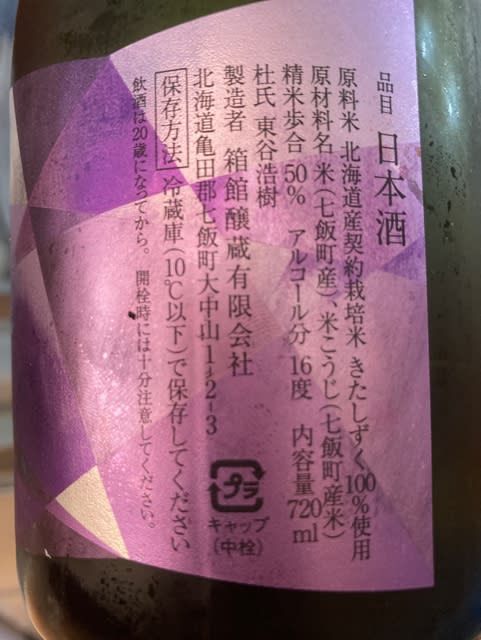 品目 日本酒
原料米 北海道産契約栽培米 きたしずく100%使用
原材料名 米(七飯町産)、米こうじ(七飯町産米)
精米歩合 50% アルコール分 16度 内容量720ml
杜氏 東谷浩樹
製造者 箱館醸蔵有限会社
北海道亀田郡七飯町大中山1-2-3
保存方法 冷蔵庫(10℃以下)で保存してください
飲酒は20歳になってから。 開栓時には十分注意してください。
プラ
キャップ
(中栓)